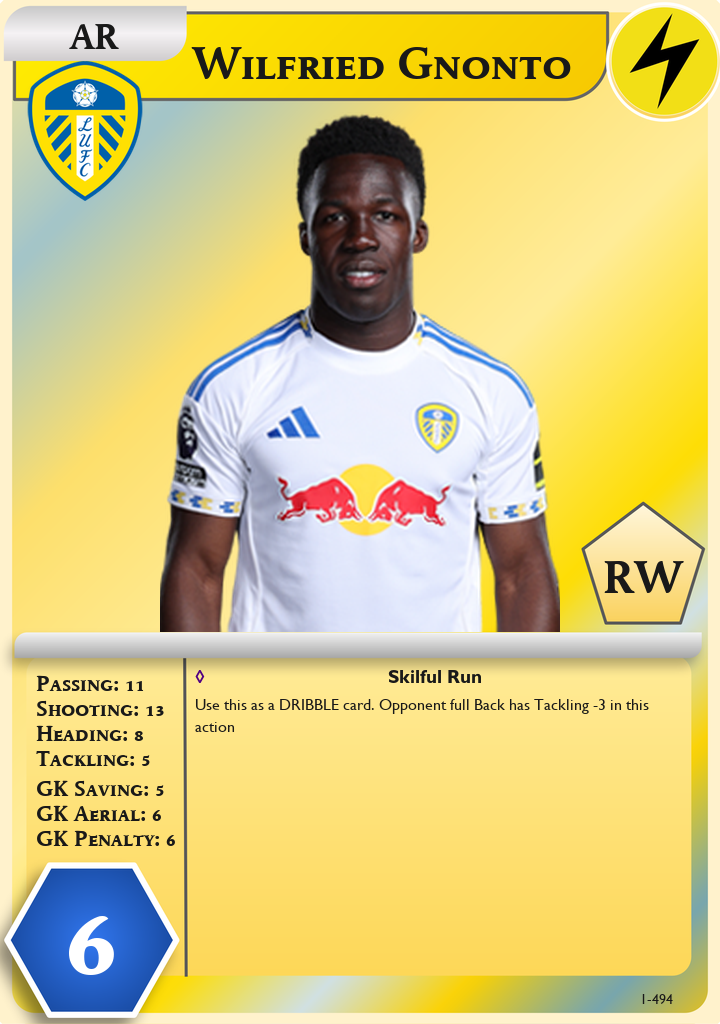 AR
Wilfried Gnonto
LUFC
RW
Passing: 11
Shooting: 13
Heading: 8
Tackling: 5
GK Saving: 5
GK Aerial: 6
GK Penalty: 6
Skilful Run
Use this as a DRIBBLE card. Opponent full Back has Tackling -3 in this
action
6
1-494